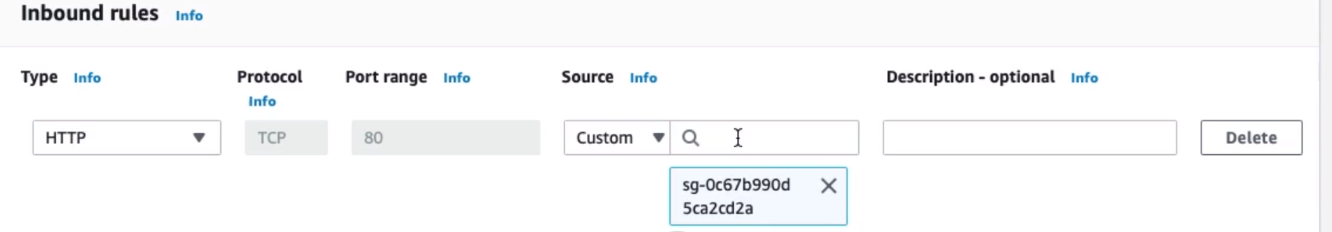 Inbound rules Info
Type Info Protocol Info Port range Info Source Info Description - optional Info
HTTP TCP 80 Custom Delete
sg-0c67b990d
5ca2cd2a